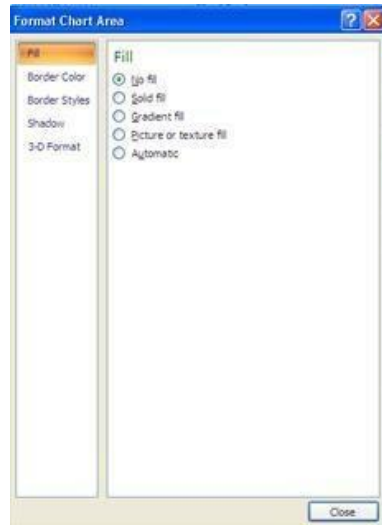 Format Chart Area
Fill
Border Color
Border Styles
Shadow
3-D Format
Fill
No fill
Solid fill
Gradient fill
Picture or texture fill
Automatic
Close